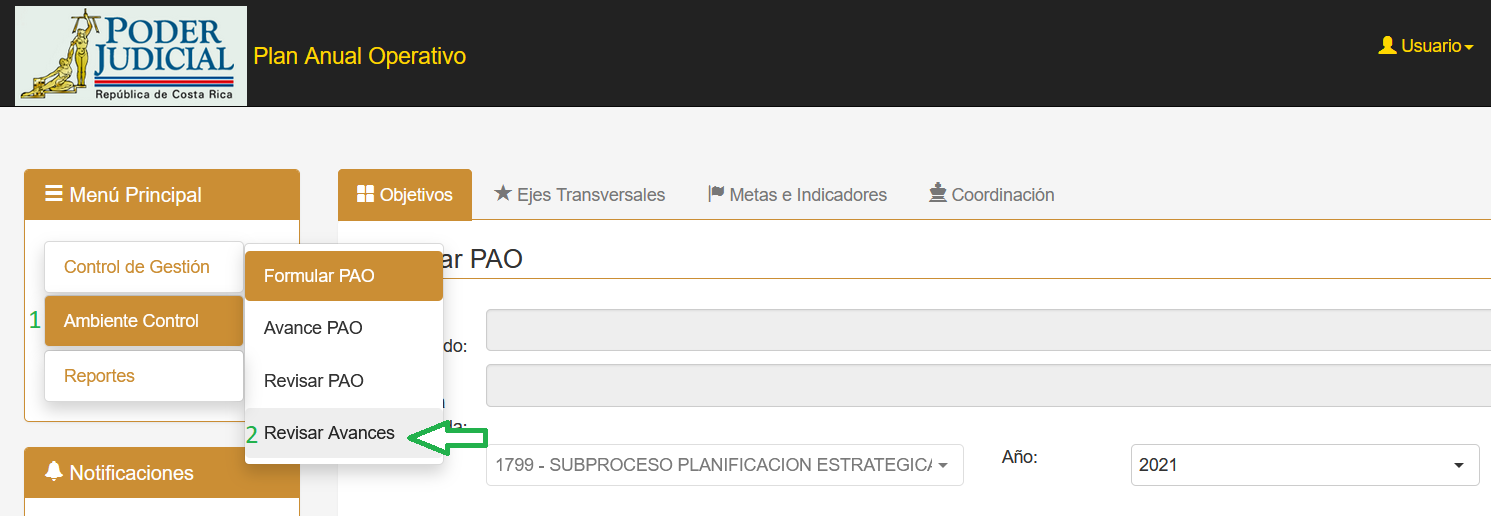 PODER
JUDICIAL
República de Costa Rica
Plan Anual Operativo
Usuario
Menú Principal
Objetivos
Ejes Transversales
Metas e Indicadores
Coordinación
Control de Gestión
1 Ambiente Control
Reportes
Formular PAO
Avance PAO
Revisar PAO
2 Revisar Avances
ar PAO
do:
da:
1799 - SUBPROCESO PLANIFICACION ESTRATEGICA
Año:
2021
Notificaciones